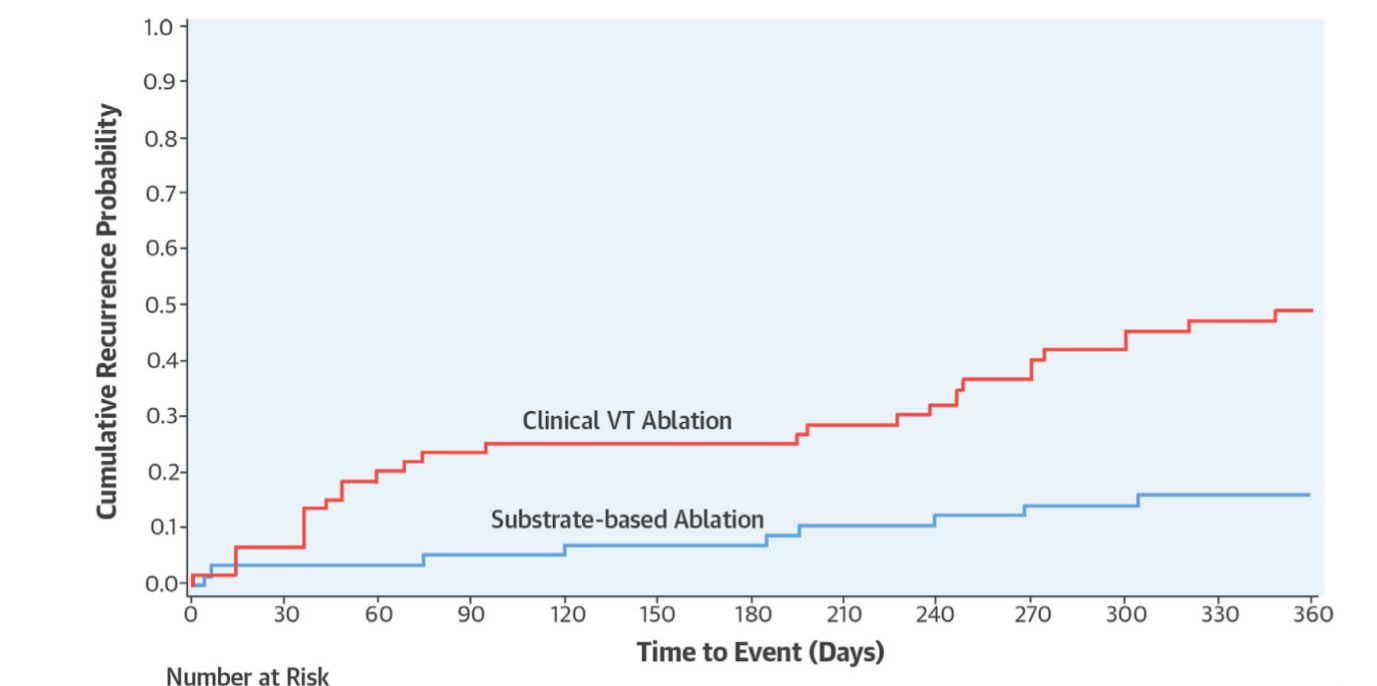 1.0
0.9
0.8
0.7
0.6
0.5
0.4
0.3
0.2
0.1
0.0
Cumulative Recurrence Probability
Clinical VT Ablation
Substrate-based Ablation
0 30 60 90 120 150 180 210 240 270 300 330 360
Time to Event (Days)
Number at Risk